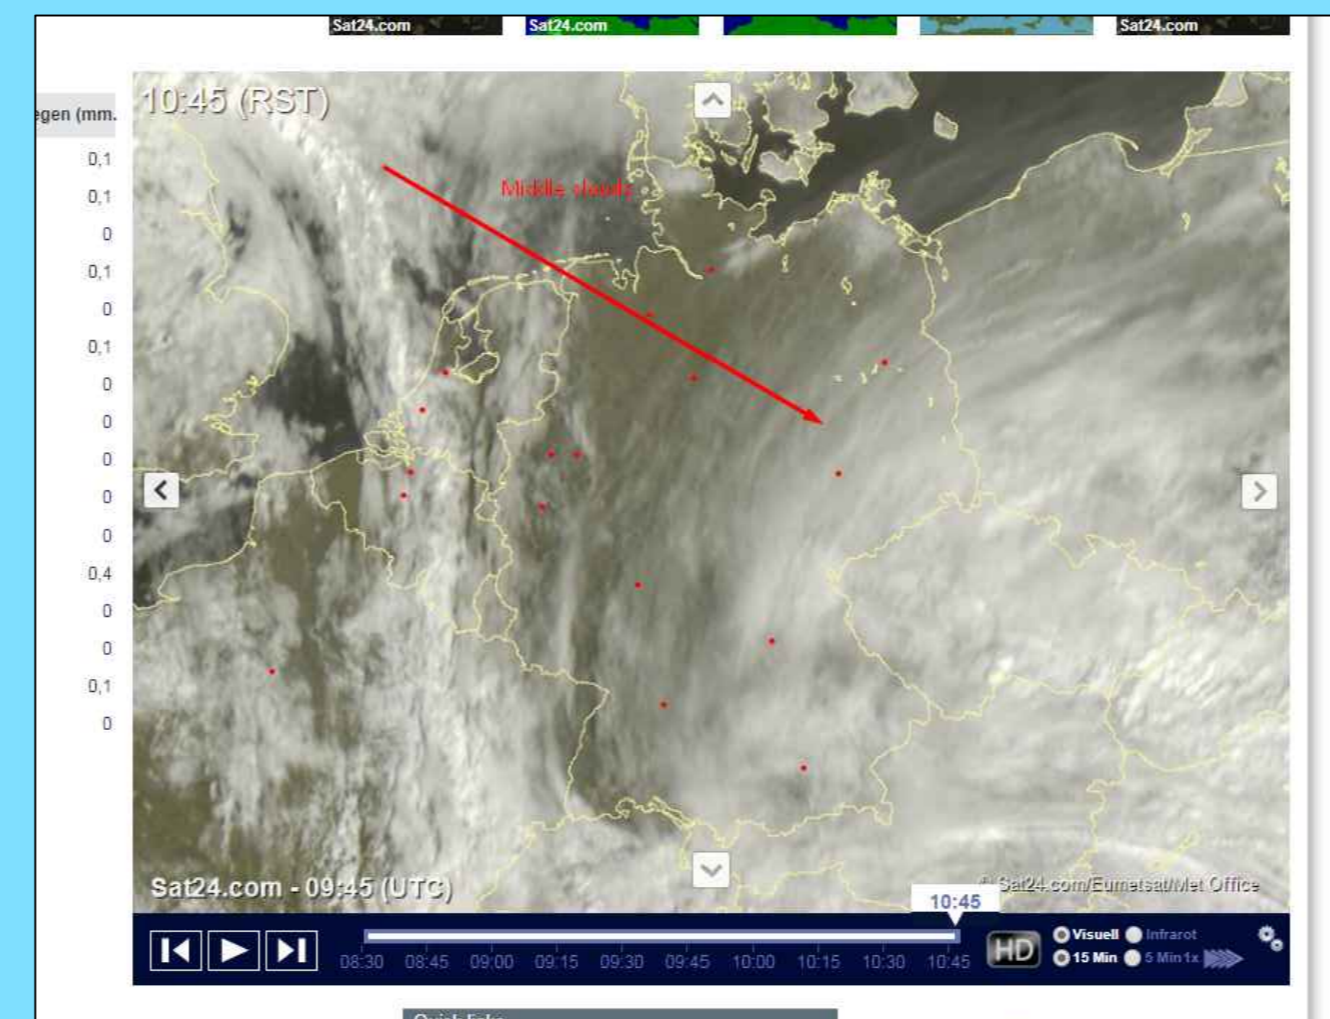 Sat24.com
Sat24.com
Sat24.com
egen (mm.
0,1
0,1
0
0,1
0
0,1
0
0
0
0
0
0,4
0
0
0,1
0
10:45 (RST)
Middle clouds
Sat24.com - 09:45 (UTC)
© Sat24.com/Eumetsat/Met Office
10:45
08:30 08:45 09:00 09:15 09:30 09:45 10:00 10:15 10:30 10:45
HD
Visuell Infrarot
15 Min 5 Min 1x